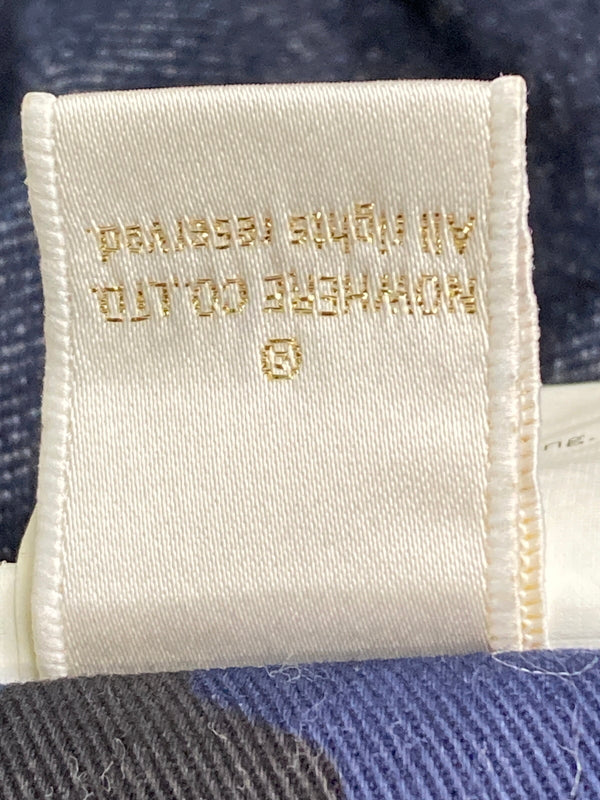 ®
NOWHERE CO.,LTD.
All rights reserved.